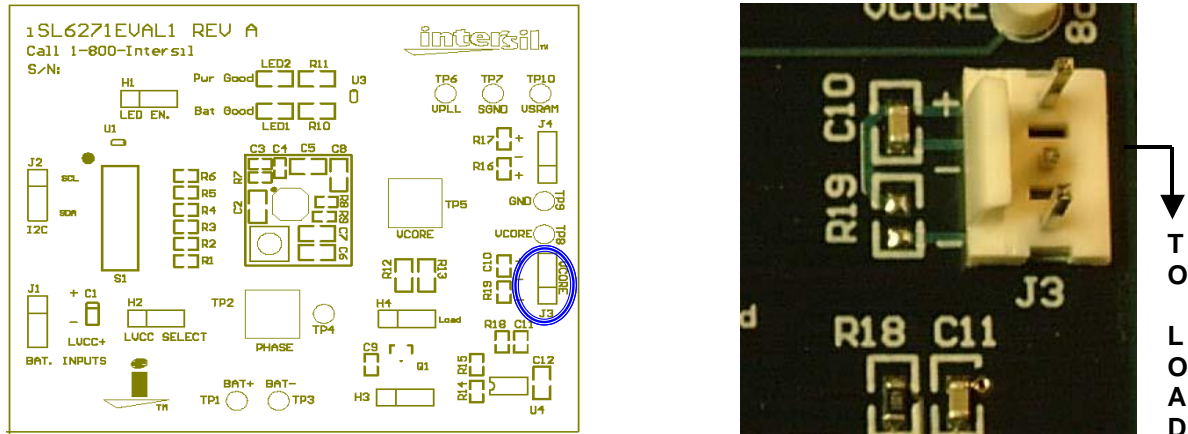 iSL6271EVAL1 REV A
Call 1-800-Intersil
S/N:
intersil TM
H1
LED EN.
LED2 R11
Pwr Good
U3
Bat Good
LED1 R10
TP6 TP7 TP10
VPLL SGND VSRAM
U1
J4
R17 +
-
R16 +
J2
SCL
SDA
I2C
S1
R6
R5
R4
R3
R2
R1
C3 C4 C5 C8
R7
C2
R8
R9
C7
C6
TP5
VCORE
GND TP9
VCORE TP8
C10
R19
VCORE
J3
R12 R13
J1
+
-
BAT. INPUTS
C1
LVCC+
H2
LVCC SELECT
TP2
PHASE
TP4
H4 Load
R18 C11
C9
Q1
R15
R14
C12
U4
H3
TM
BAT+ BAT-
TP1 TP3
VCORE
8
C10
+
-
R19
-
J3
d
R18 C11
TO LOAD